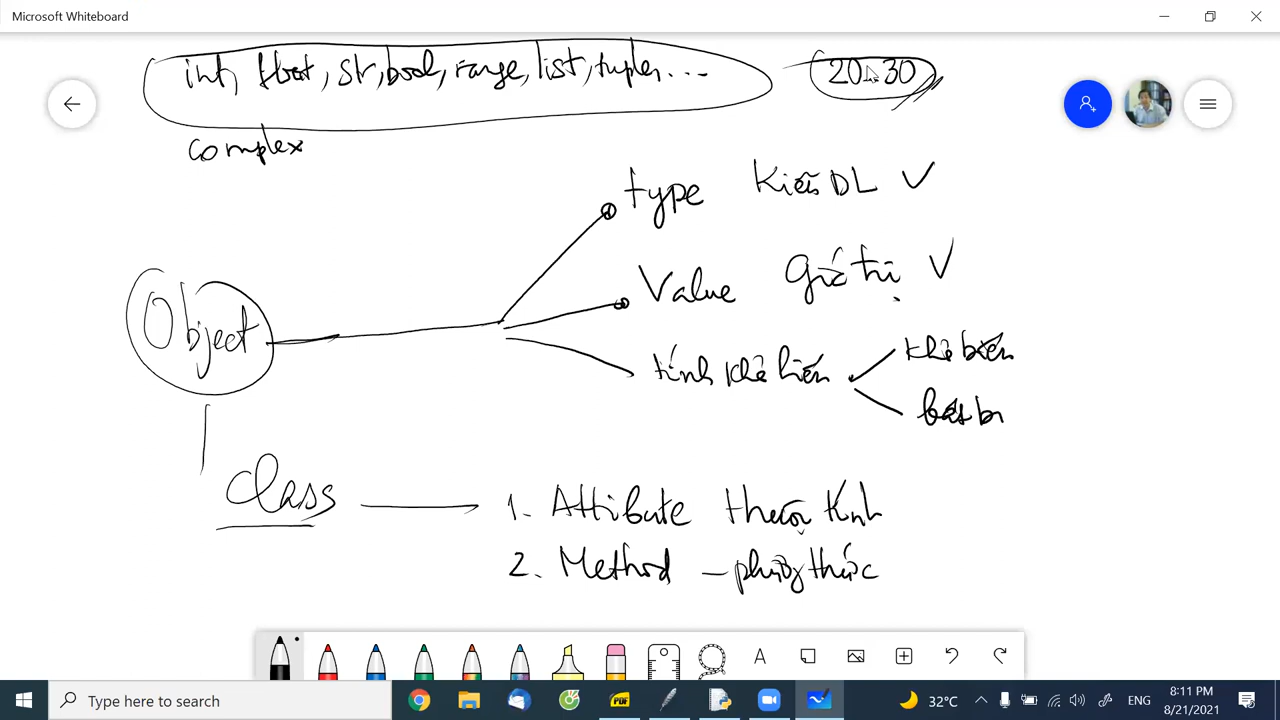 Microsoft Whiteboard
int, float, str, bool, range, list, tuples...
20-30
complex
type Kiểu DL
Value Giá trị
Object
tính khả biến
khả biến
bất b
Class
1. Attribute thuộc tính
2. Method - phương thức
A
Type here to search
PDF
32°C
ENG
8:11 PM
8/21/2021